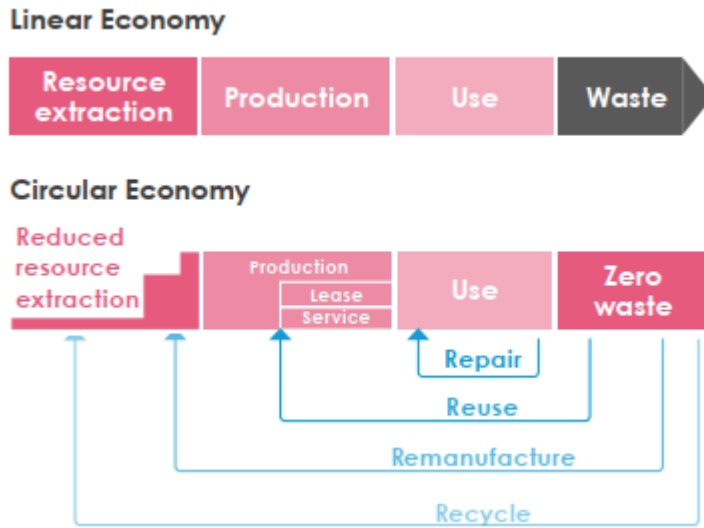 Linear Economy
Resource
extraction
Production
Use
Waste
Circular Economy
Reduced
resource
extraction
Production
Lease
Service
Use
Zero
waste
Repair
Reuse
Remanufacture
Recycle